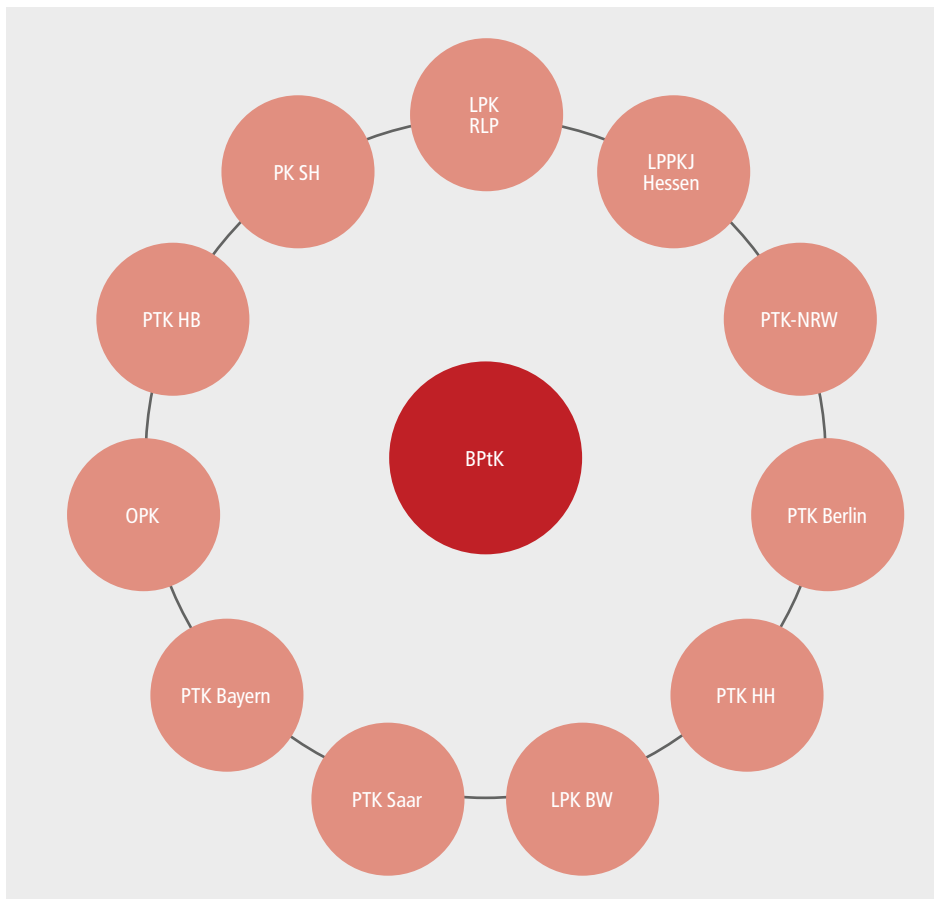 LPK
RLP
LPPKJ
Hessen
PK SH
PTK HB
PTK-NRW
BPtK
OPK
PTK Berlin
PTK Bayern
PTK HH
PTK Saar
LPK BW